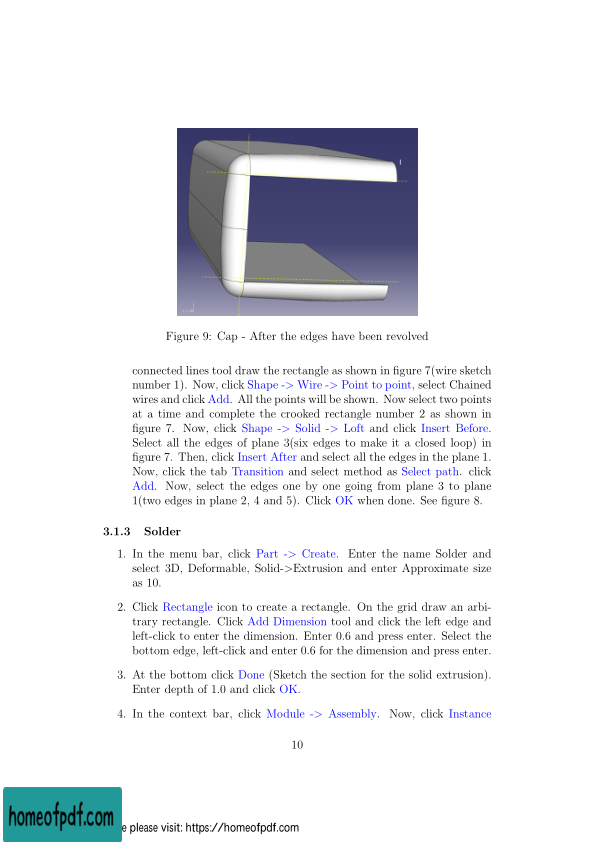 Figure 9: Cap - After the edges have been revolved
connected lines tool draw the rectangle as shown in figure 7(wire sketch
number 1). Now, click Shape -> Wire -> Point to point, select Chained
wires and click Add. All the points will be shown. Now select two points
at a time and complete the crooked rectangle number 2 as shown in
figure 7. Now, click Shape -> Solid -> Loft and click Insert Before.
Select all the edges of plane 3(six edges to make it a closed loop) in
figure 7. Then, click Insert After and select all the edges in the plane 1.
Now, click the tab Transition and select method as Select path. click
Add. Now, select the edges one by one going from plane 3 to plane
1(two edges in plane 2, 4 and 5). Click OK when done. See figure 8.
3.1.3 Solder
1. In the menu bar, click Part -> Create. Enter the name Solder and
select 3D, Deformable, Solid->Extrusion and enter Approximate size
as 10.
2. Click Rectangle icon to create a rectangle. On the grid draw an arbi-
trary rectangle. Click Add Dimension tool and click the left edge and
left-click to enter the dimension. Enter 0.6 and press enter. Select the
bottom edge, left-click and enter 0.6 for the dimension and press enter.
3. At the bottom click Done (Sketch the section for the solid extrusion).
Enter depth of 1.0 and click OK.
4. In the context bar, click Module -> Assembly. Now, click Instance
10
homeofpdf.com
please visit: https://homeofpdf.com